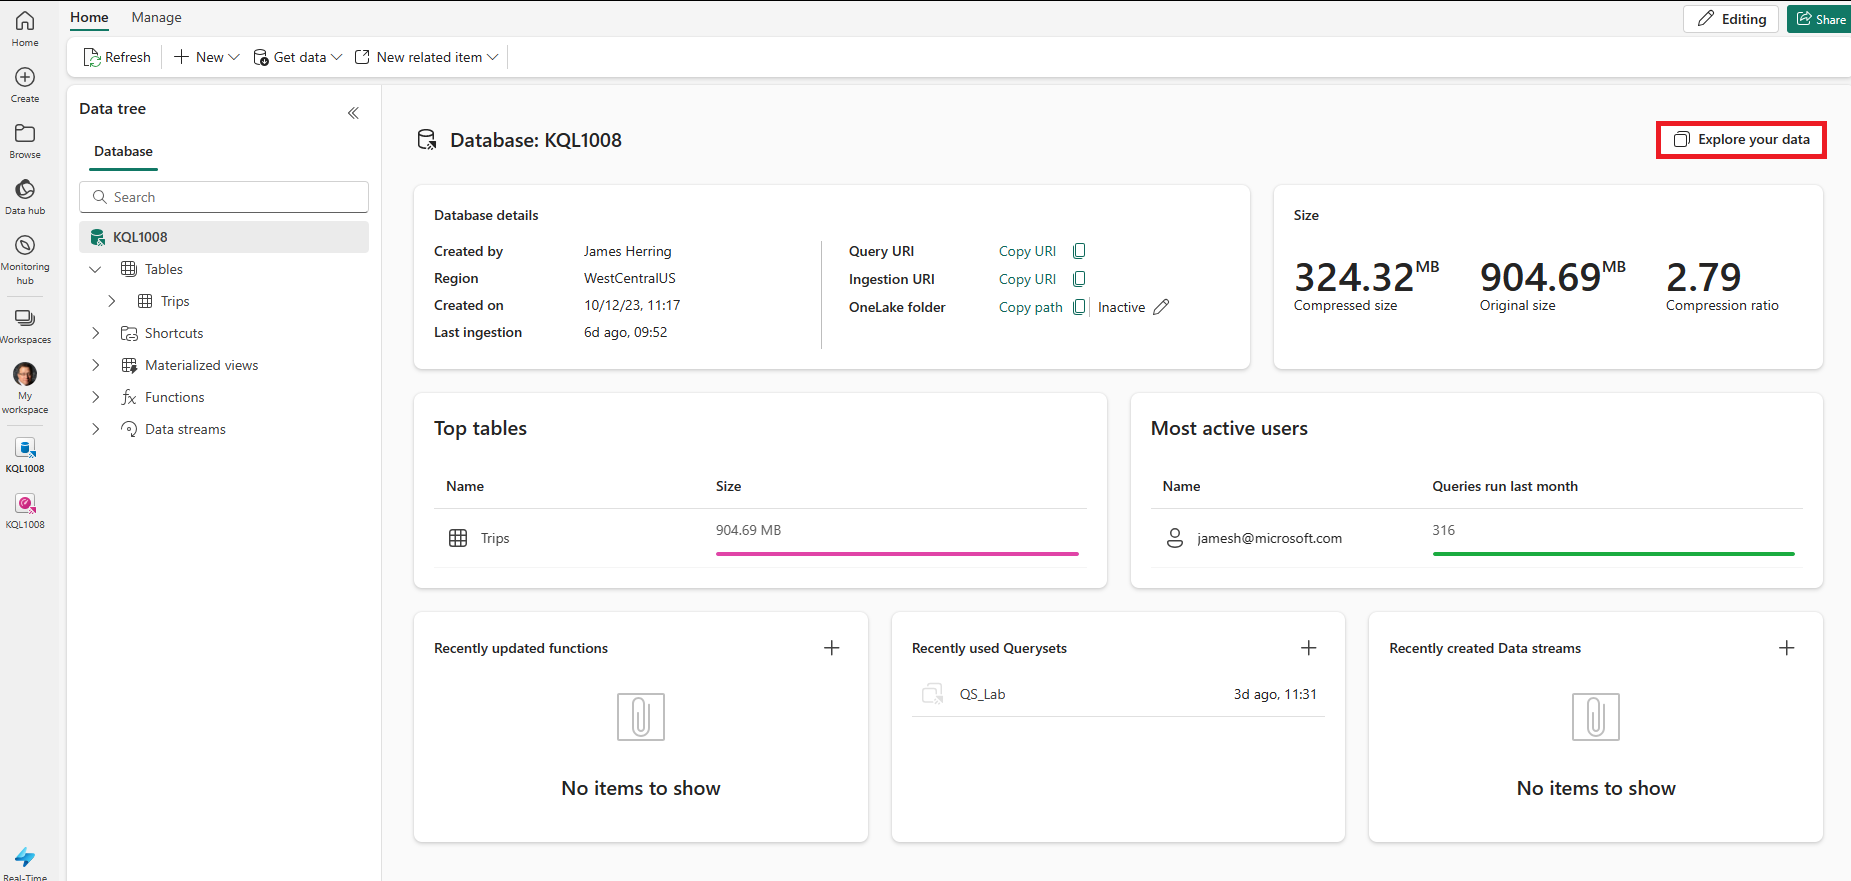 Home
Create
Browse
Data hub
Monitoring
hub
Workspaces
My
workspace
KQL1008
KQL1008
Real-Time
Home Manage
Editing Share
Refresh New Get data New related item
Data tree
Database
Search
KQL1008
Tables
Trips
Shortcuts
Materialized views
fx Functions
Data streams
Database: KQL1008
Explore your data
Database details
Created by James Herring
Region WestCentralUS
Created on 10/12/23, 11:17
Last ingestion 6d ago, 09:52
Query URI Copy URI
Ingestion URI Copy URI
OneLake folder Copy path Inactive
Size
324.32 MB 904.69 MB 2.79
Compressed size Original size Compression ratio
Top tables
Name Size
Trips 904.69 MB
Most active users
Name Queries run last month
jamesh@microsoft.com 316
Recently updated functions
No items to show
Recently used Querysets
QS_Lab 3d ago, 11:31
Recently created Data streams
No items to show